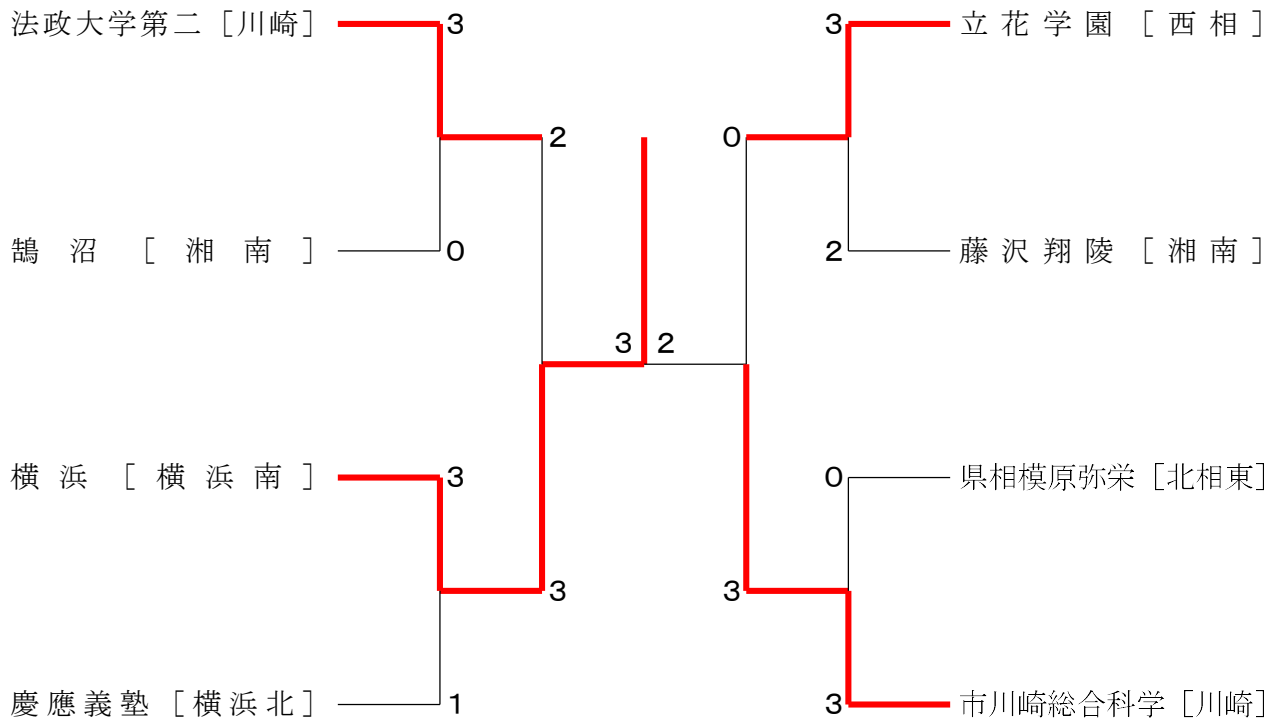 法政大学第二［川崎］ 3 3 立花学園［西相］
2 0
鵠沼［湘南］ 0 2 藤沢翔陵［湘南］
3 2
横浜［横浜南］ 3 0 県相模原弥栄［北相東］
3 3
慶應義塾［横浜北］ 1 3 市川崎総合科学［川崎］